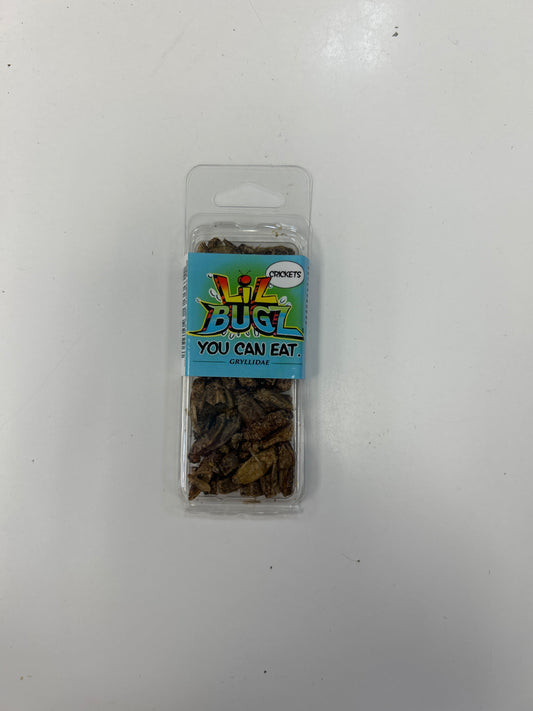 CRICKETS
LiL
BUGZ
YOU CAN EAT.
GRYLLIDAE